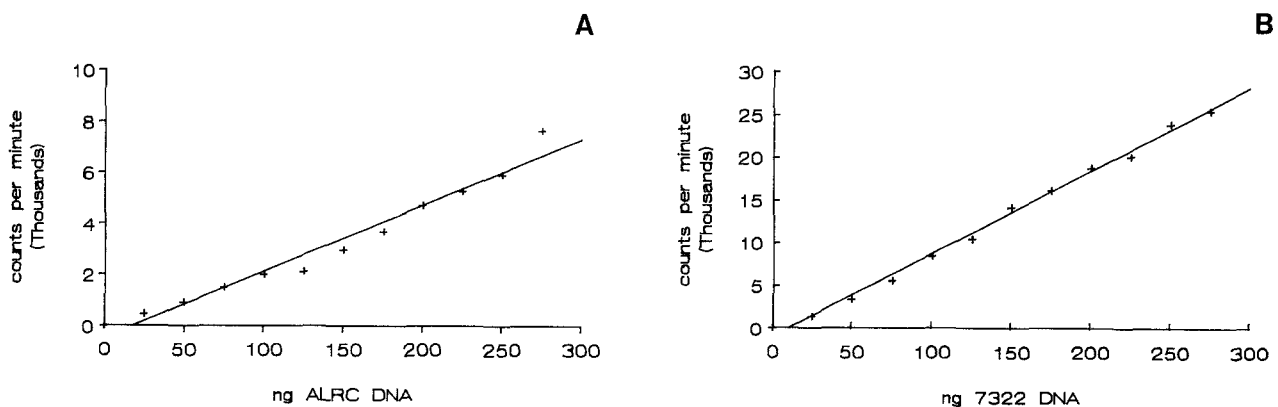 A
10
8
6
4
2
0
counts per minute
(Thousands)
0 50 100 150 200 250 300
ng ALRC DNA
B
30
25
20
15
10
5
0
counts per minute
(Thousands)
0 50 100 150 200 250 300
ng 7322 DNA